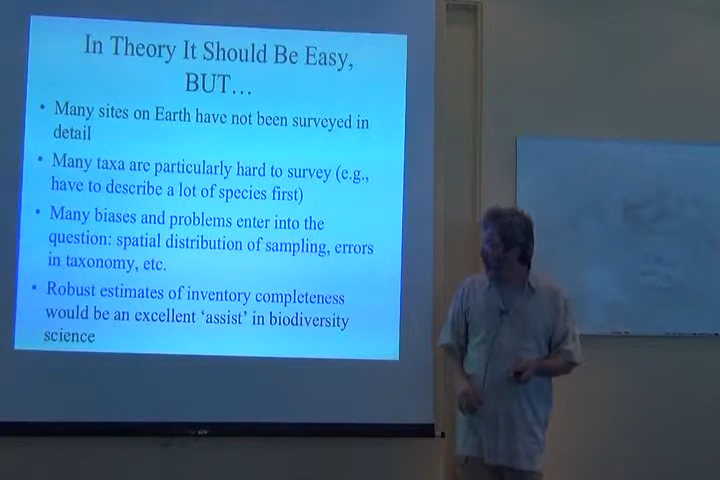 In Theory It Should Be Easy,
BUT…
• Many sites on Earth have not been surveyed in
detail
• Many taxa are particularly hard to survey (e.g.,
have to describe a lot of species first)
• Many biases and problems enter into the
question: spatial distribution of sampling, errors
in taxonomy, etc.
• Robust estimates of inventory completeness
would be an excellent ‘assist’ in biodiversity
science